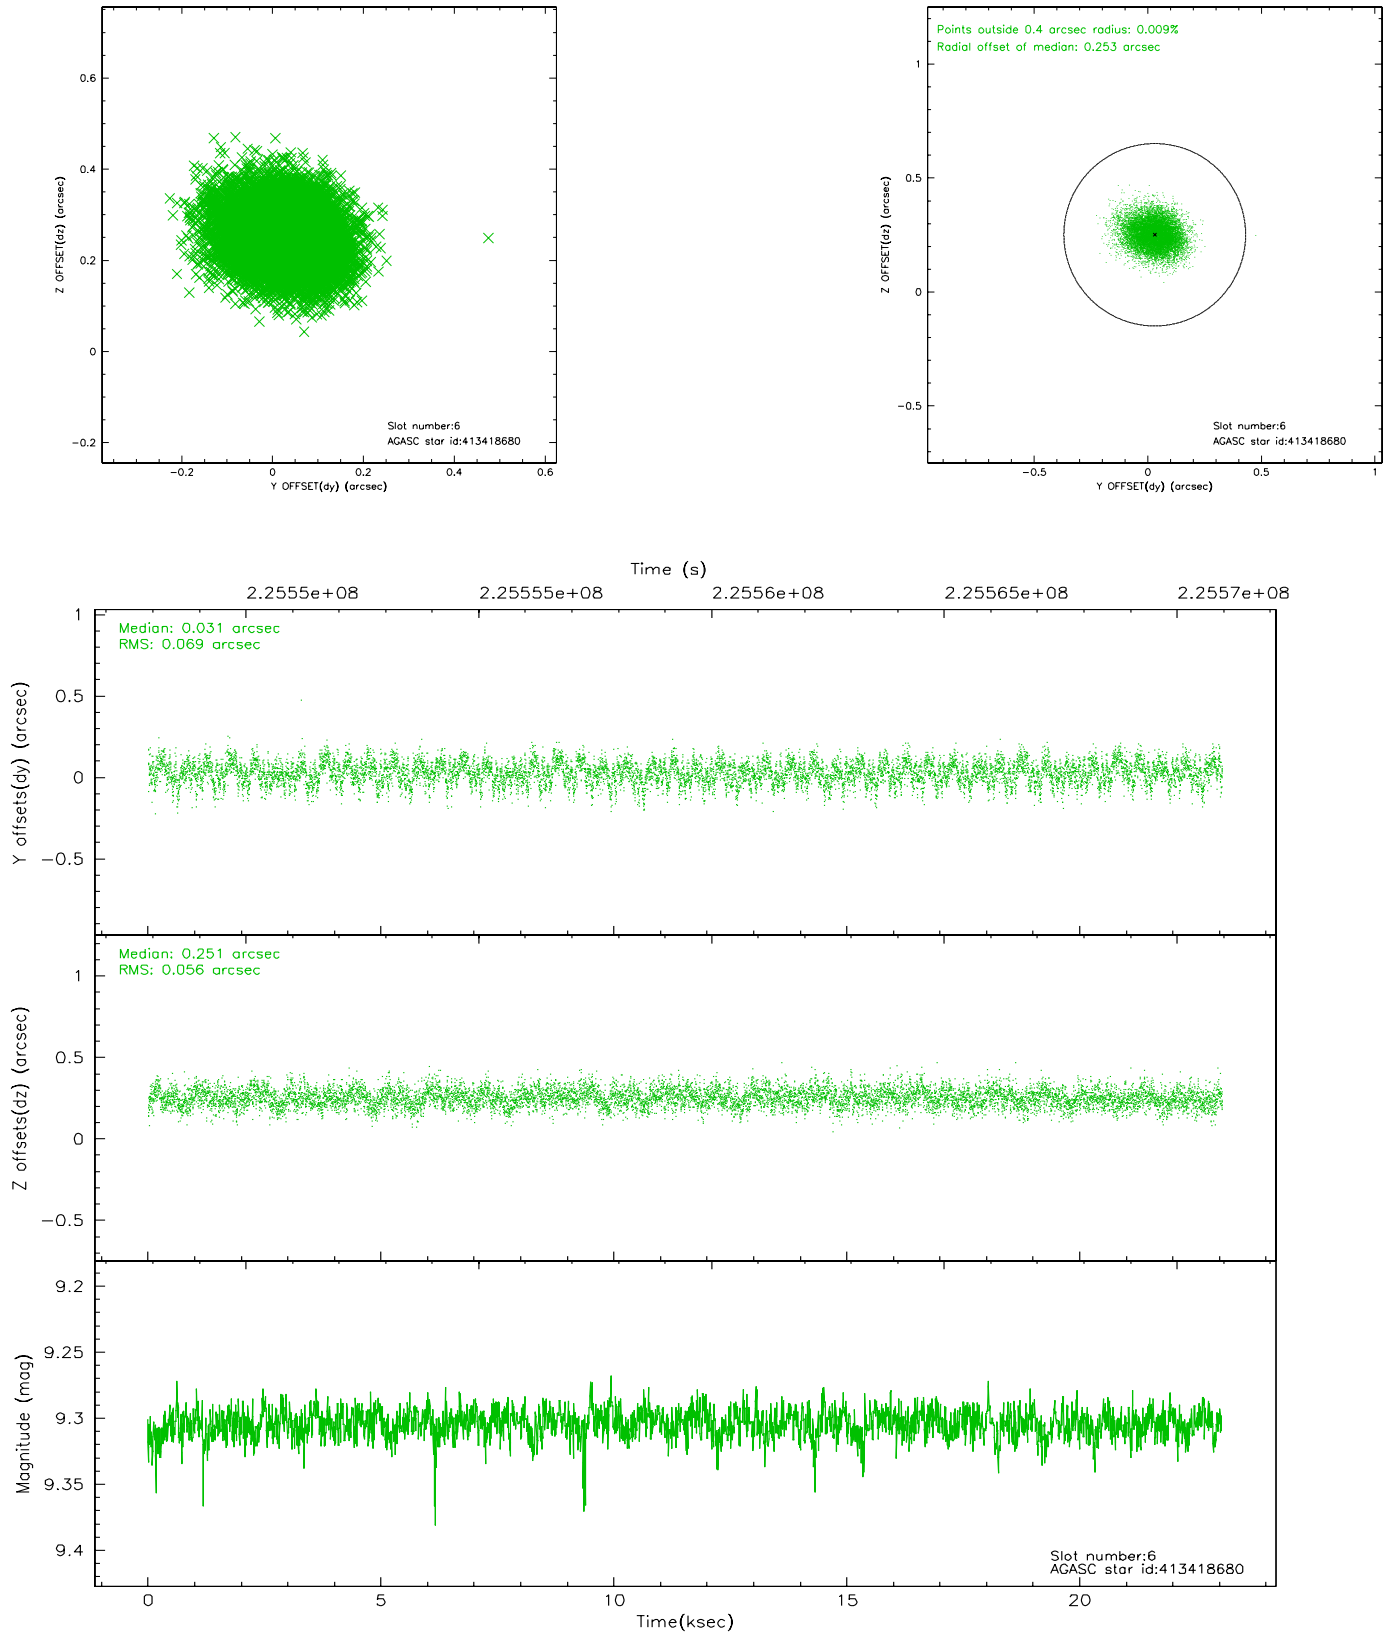 0.6
0.4
0.2
0
−0.2
Z OFFSET(dz) (arcsec)
Slot number:6
AGASC star id:413418680
−0.2 0 0.2 0.4 0.6
Y OFFSET(dy) (arcsec)
Points outside 0.4 arcsec radius: 0.009%
Radial offset of median: 0.253 arcsec
1
0.5
0
−0.5
Z OFFSET(dz) (arcsec)
Slot number:6
AGASC star id:413418680
−0.5 0 0.5 1
Y OFFSET(dy) (arcsec)
Time (s)
2.2555e+08 2.25555e+08 2.2556e+08 2.25565e+08 2.2557e+08
Median: 0.031 arcsec
RMS: 0.069 arcsec
1
0.5
0
−0.5
Y offsets(dy) (arcsec)
Median: 0.251 arcsec
RMS: 0.056 arcsec
1
0.5
0
−0.5
Z offsets(dz) (arcsec)
9.2
9.25
9.3
9.35
9.4
Magnitude (mag)
Slot number:6
AGASC star id:413418680
0 5 10 15 20
Time(ksec)